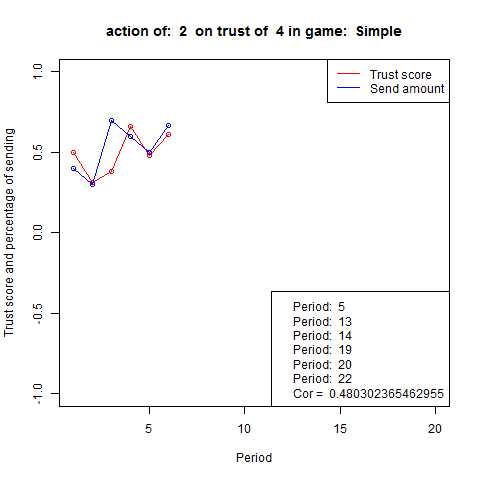 action of:  2  on trust of  4 in game:  Simple
Trust score
Send amount
Trust score and percentage of sending
1.0
0.5
0.0
-0.5
-1.0
Period:  5
Period:  13
Period:  14
Period:  19
Period:  20
Period:  22
Cor =  0.480302365462955
5 10 15 20
Period